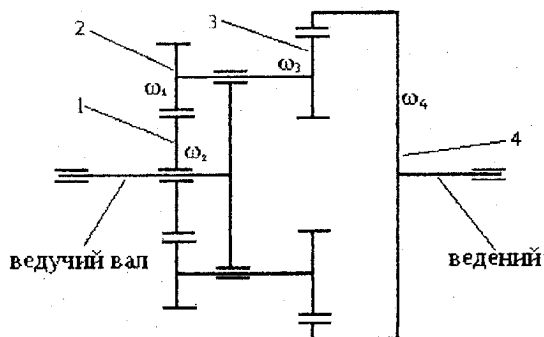 3
2
ω₃
ω₁
ω₄
1
ω₂
4
ведучий вал
ведений